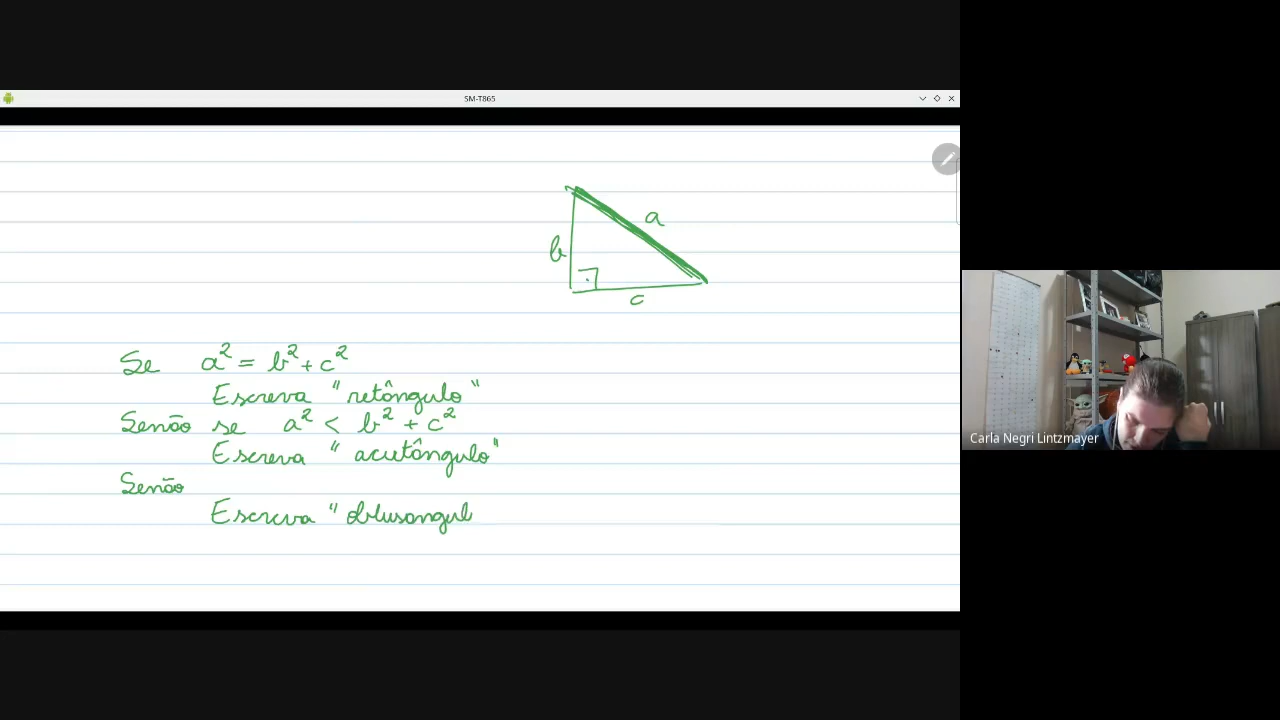 SM-T865
a
b
c
Se a² = b² + c²
Escreva "retângulo"
Senão se a² < b² + c²
Escreva "acutângulo"
Senão
Escreva "obtusangul
Carla Negri Lintzmayer